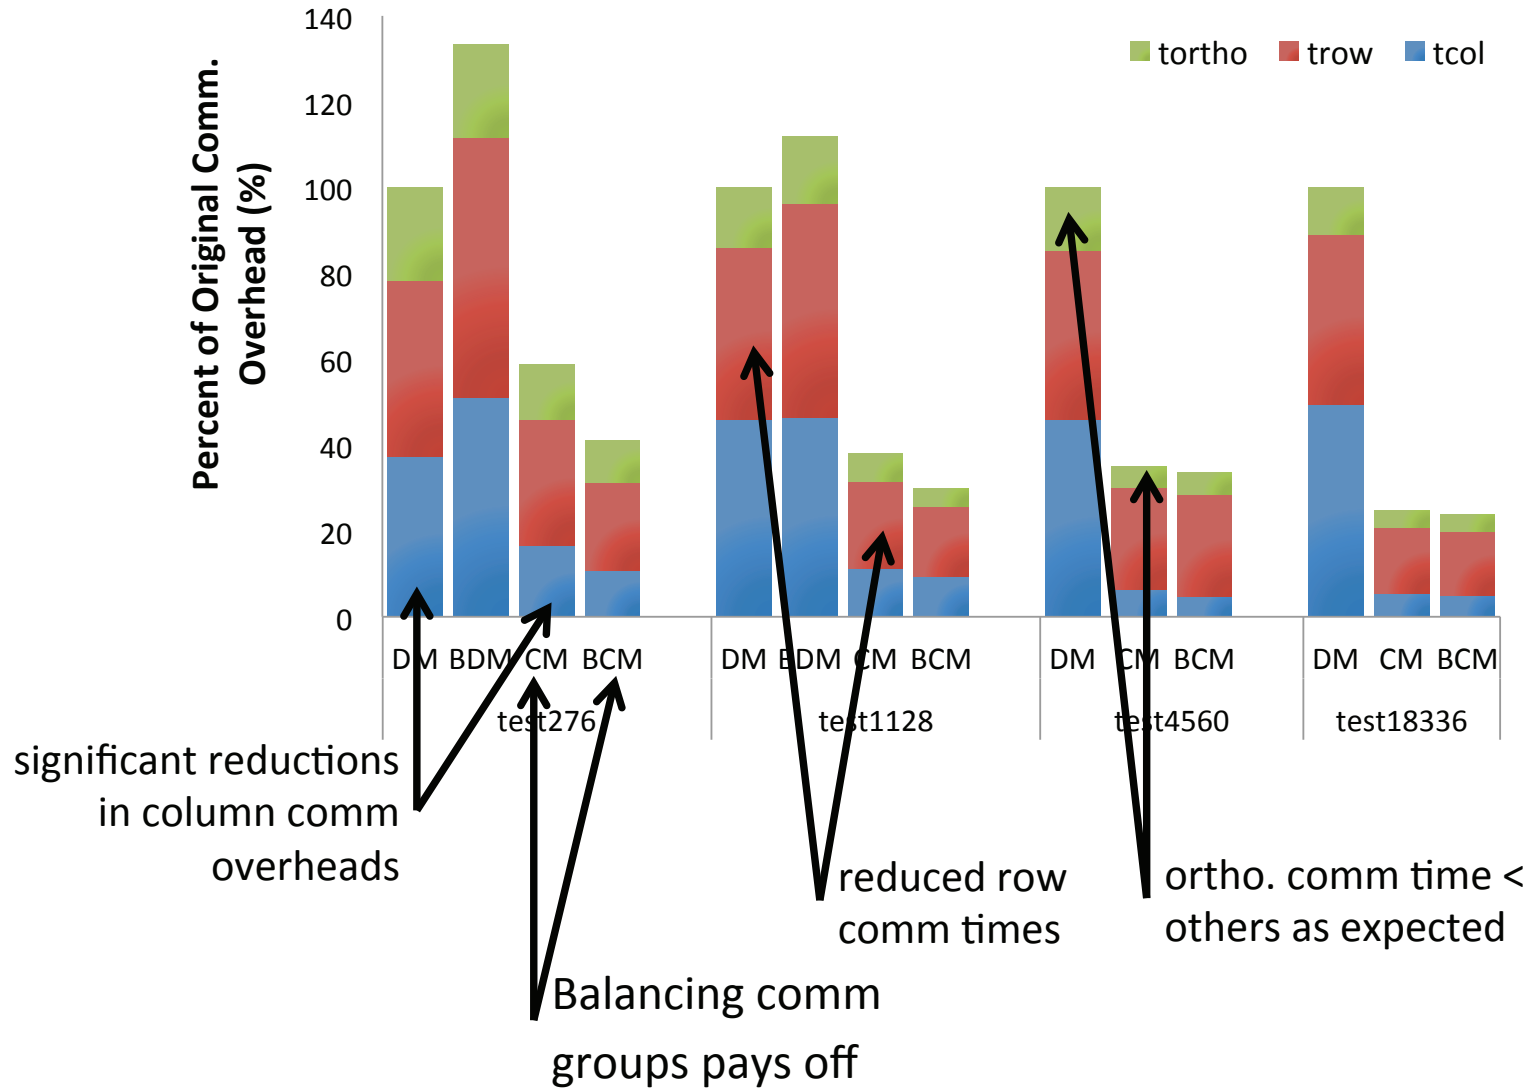 140
120
100
80
60
40
20
0
Percent of Original Comm.
Overhead (%)
tortho trow tcol
DM BDM CM BCM DM BDM CM BCM DM CM BCM DM CM BCM
test276 test1128 test4560 test18336
significant reductions
in column comm
overheads
reduced row
comm times
ortho. comm time <
others as expected
Balancing comm
groups pays off